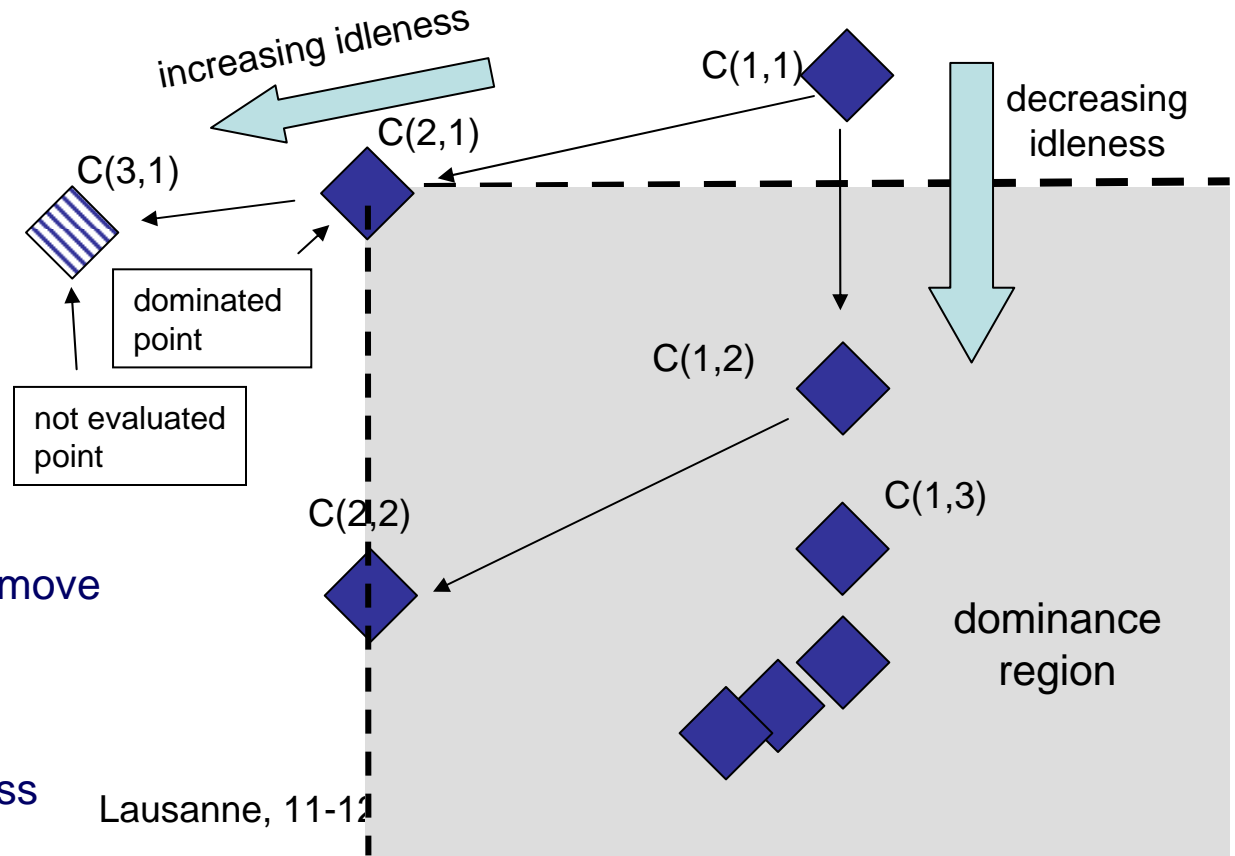 increasing idleness
C(1,1)
decreasing
idleness
C(2,1)
C(3,1)
dominated
point
C(1,2)
not evaluated
point
C(1,3)
C(2,2)
move
dominance
region
ss
Lausanne, 11-12